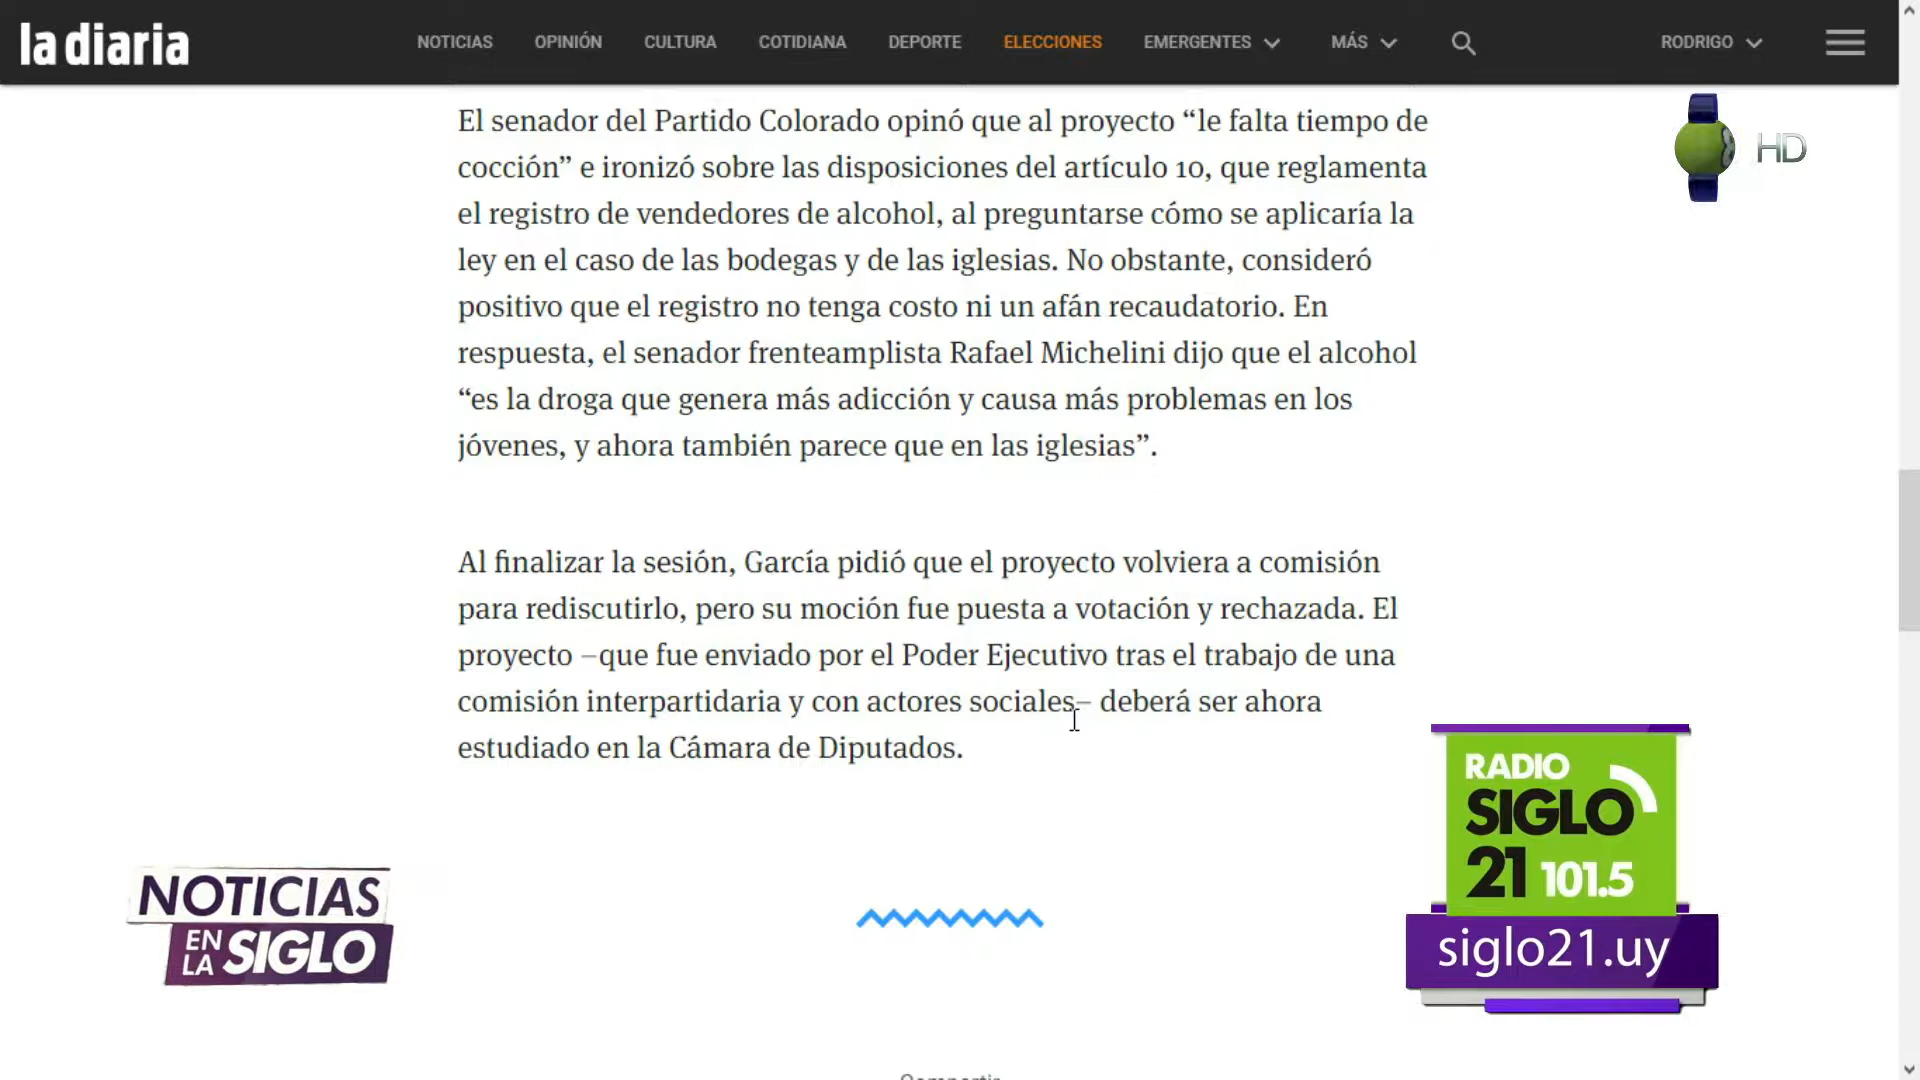 la diaria
NOTICIAS OPINIÓN CULTURA COTIDIANA DEPORTE ELECCIONES EMERGENTES MÁS RODRIGO
HD
El senador del Partido Colorado opinó que al proyecto “le falta tiempo de
cocción” e ironizó sobre las disposiciones del artículo 10, que reglamenta
el registro de vendedores de alcohol, al preguntarse cómo se aplicaría la
ley en el caso de las bodegas y de las iglesias. No obstante, consideró
positivo que el registro no tenga costo ni un afán recaudatorio. En
respuesta, el senador frenteamplista Rafael Michelini dijo que el alcohol
“es la droga que genera más adicción y causa más problemas en los
jóvenes, y ahora también parece que en las iglesias”.
Al finalizar la sesión, García pidió que el proyecto volviera a comisión
para rediscutirlo, pero su moción fue puesta a votación y rechazada. El
proyecto –que fue enviado por el Poder Ejecutivo tras el trabajo de una
comisión interpartidaria y con actores sociales– deberá ser ahora
estudiado en la Cámara de Diputados.
RADIO
SIGLO
21 101.5
siglo21.uy
NOTICIAS
EN LA SIGLO